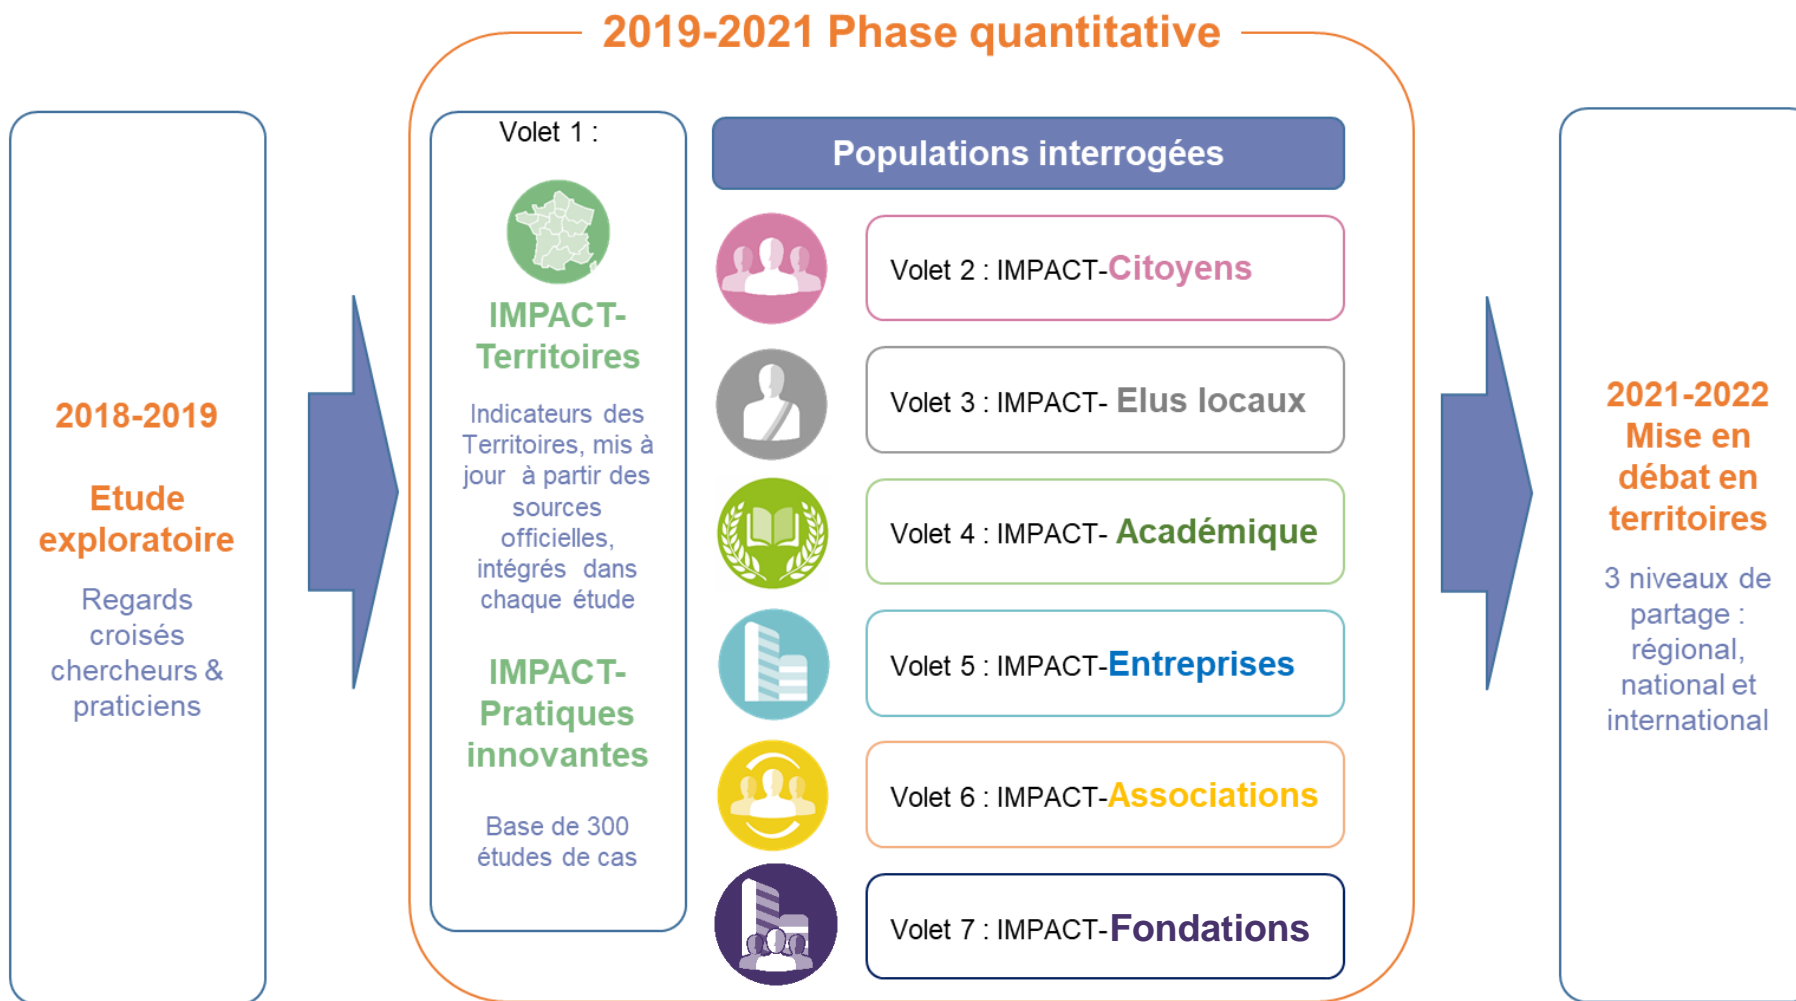 2019-2021 Phase quantitative
2018-2019
Etude
exploratoire
Regards
croisés
chercheurs &
praticiens
Volet 1 :
IMPACT-
Territoires
Indicateurs des
Territoires, mis à
jour à partir des
sources
officielles,
intégrés dans
chaque étude
IMPACT-
Pratiques
innovantes
Base de 300
études de cas
Populations interrogées
Volet 2 : IMPACT-Citoyens
Volet 3 : IMPACT- Elus locaux
Volet 4 : IMPACT- Académique
Volet 5 : IMPACT-Entreprises
Volet 6 : IMPACT-Associations
Volet 7 : IMPACT-Fondations
2021-2022
Mise en
débat en
territoires
3 niveaux de
partage :
régional,
national et
international